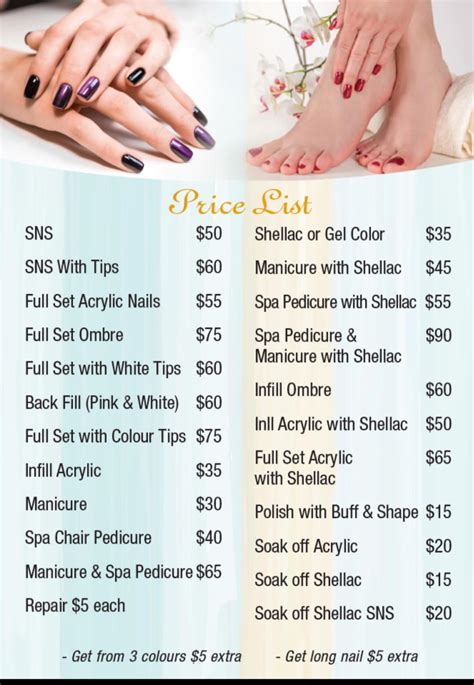 Price List
SNS $50
SNS With Tips $60
Full Set Acrylic Nails $55
Full Set Ombre $75
Full Set with White Tips $60
Back Fill (Pink & White) $60
Full Set with Colour Tips $75
Infill Acrylic $35
Manicure $30
Spa Chair Pedicure $40
Manicure & Spa Pedicure $65
Repair $5 each
Shellac or Gel Color $35
Manicure with Shellac $45
Spa Pedicure with Shellac $55
Spa Pedicure & $90
Manicure with Shellac
Infill Ombre $60
Inll Acrylic with Shellac $50
Full Set Acrylic $65
with Shellac
Polish with Buff & Shape $15
Soak off Acrylic $20
Soak off Shellac $15
Soak off Shellac SNS $20
- Get from 3 colours $5 extra
- Get long nail $5 extra